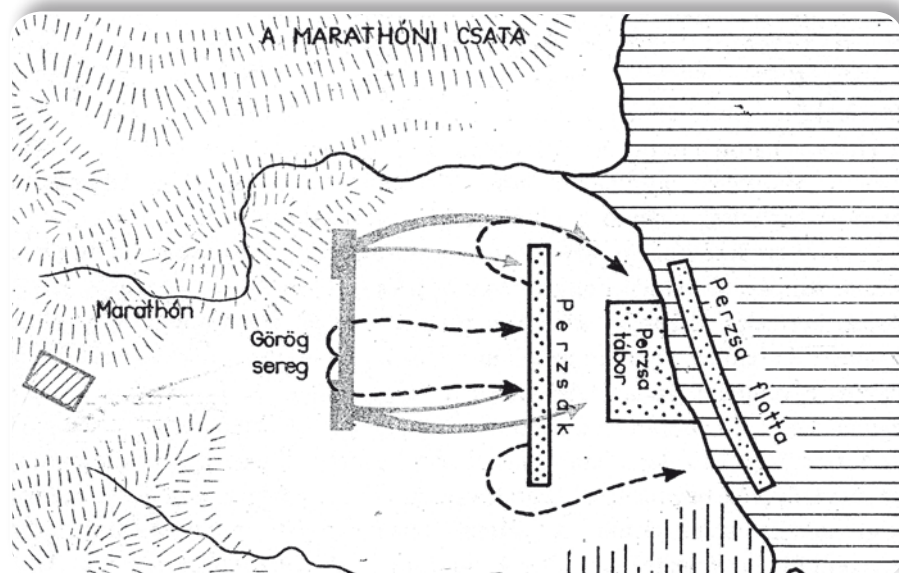 A MARATHÓNI CSATA
Marathón
Görög
sereg
Perzsák
Perzsa
tábor
Perzsa flotta